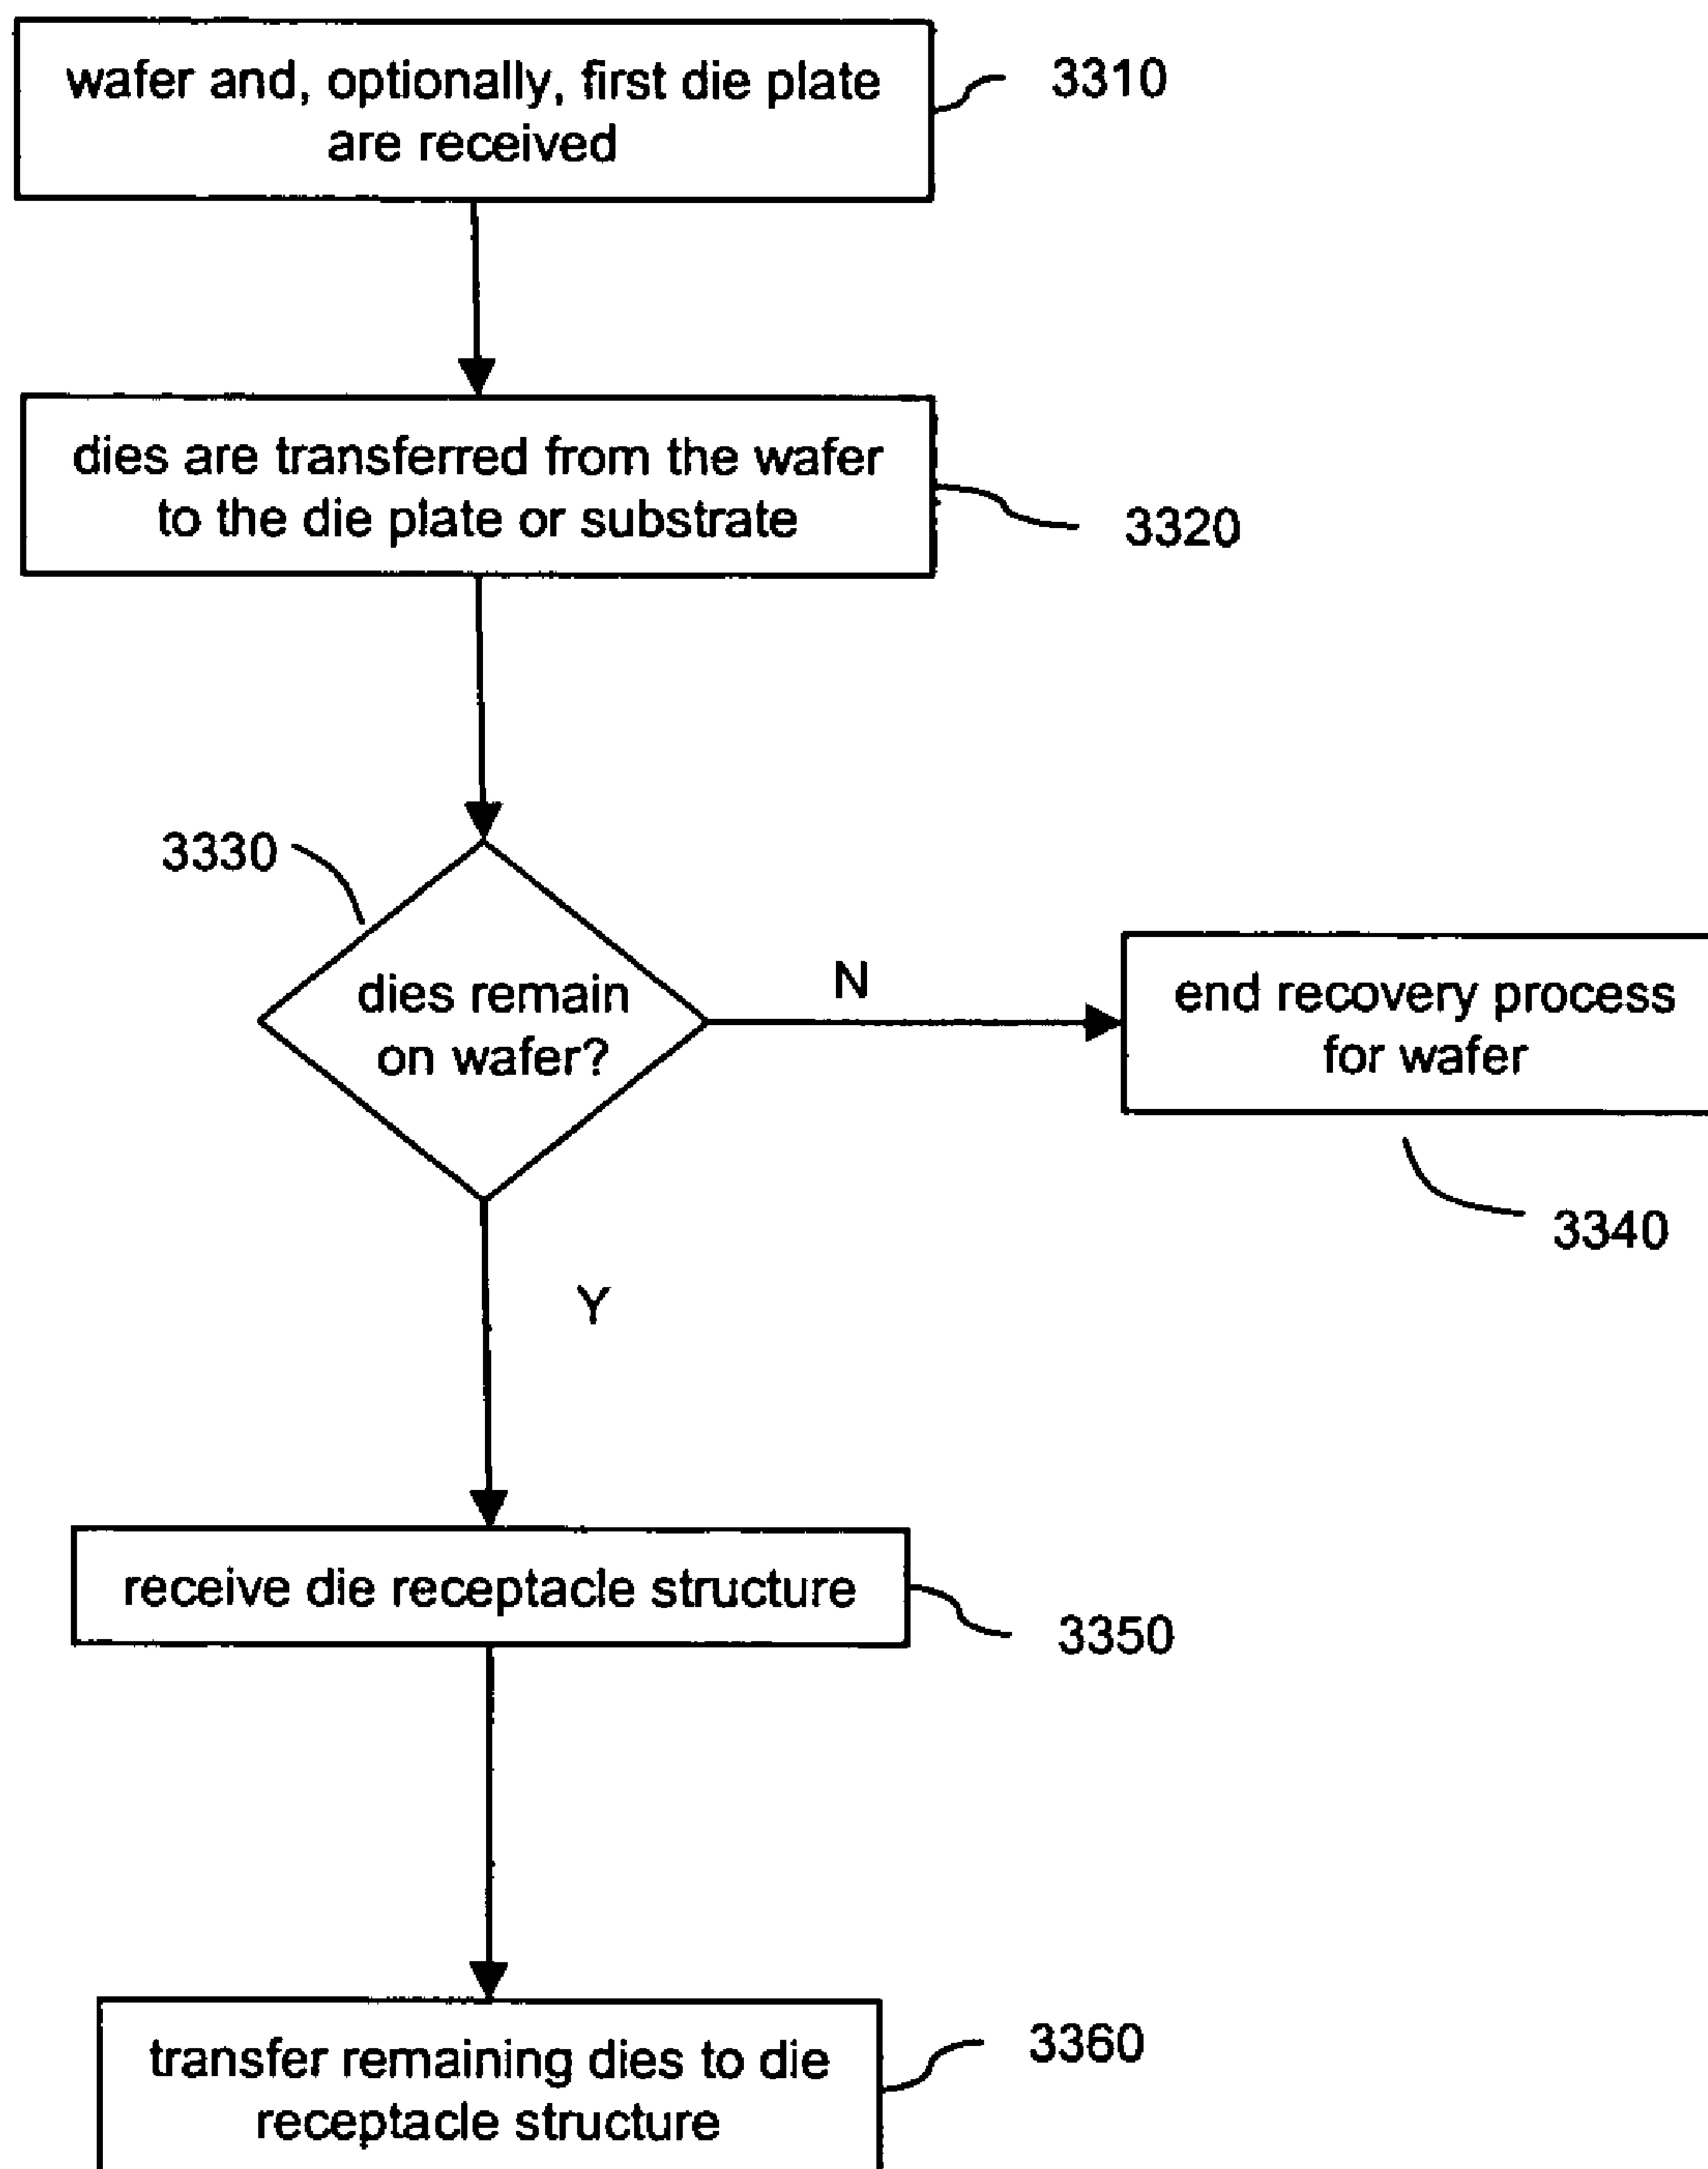 wafer and, optionally, first die plate
are received
3310
dies are transferred from the wafer
to the die plate or substrate
3320
3330
dies remain
on wafer?
N
end recovery process
for wafer
3340
Y
receive die receptacle structure
3350
transfer remaining dies to die
receptacle structure
3360